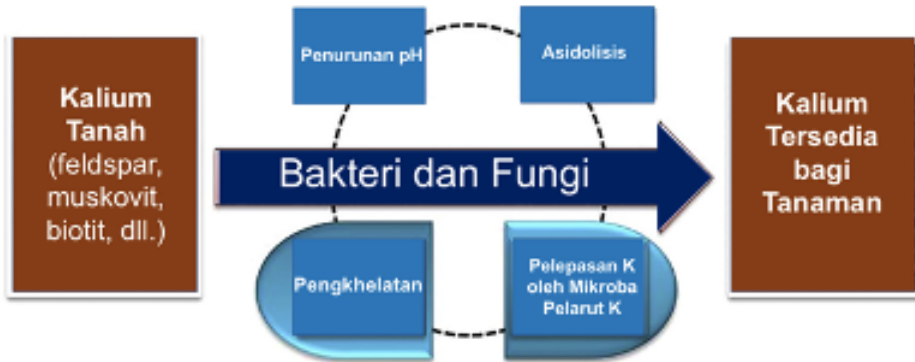 Kalium
Tanah
(feldspar,
muskovit,
biotit, dll.)
Penurunan pH
Asidolisis
Bakteri dan Fungi
Pengkhelatan
Pelepasan K
oleh Mikroba
Pelarut K
Kalium
Tersedia
bagi
Tanaman